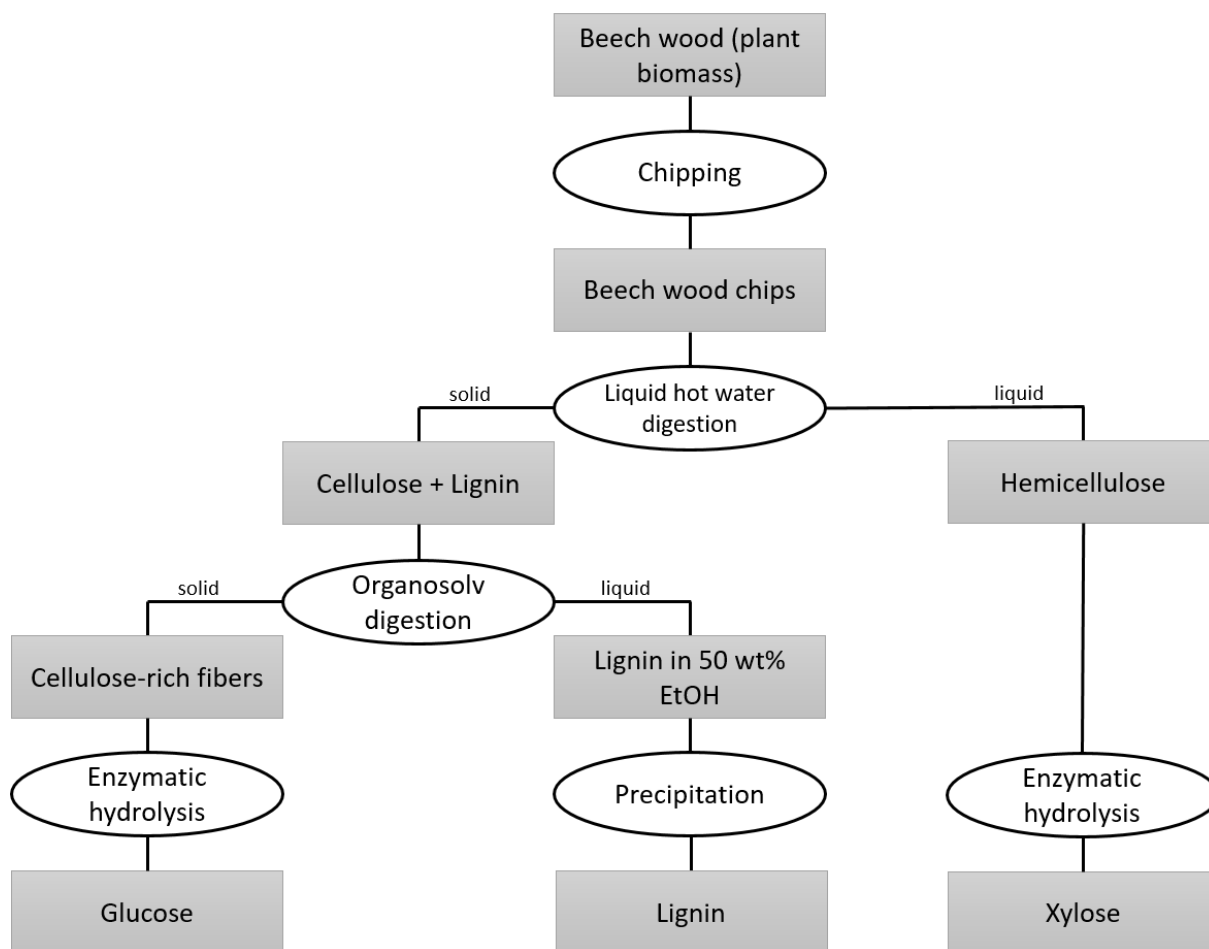 Beech wood (plant
biomass)
Chipping
Beech wood chips
solid
Liquid hot water
digestion
liquid
Cellulose + Lignin
Hemicellulose
solid
Organosolv
digestion
liquid
Cellulose-rich fibers
Lignin in 50 wt%
EtOH
Enzymatic
hydrolysis
Precipitation
Enzymatic
hydrolysis
Glucose
Lignin
Xylose